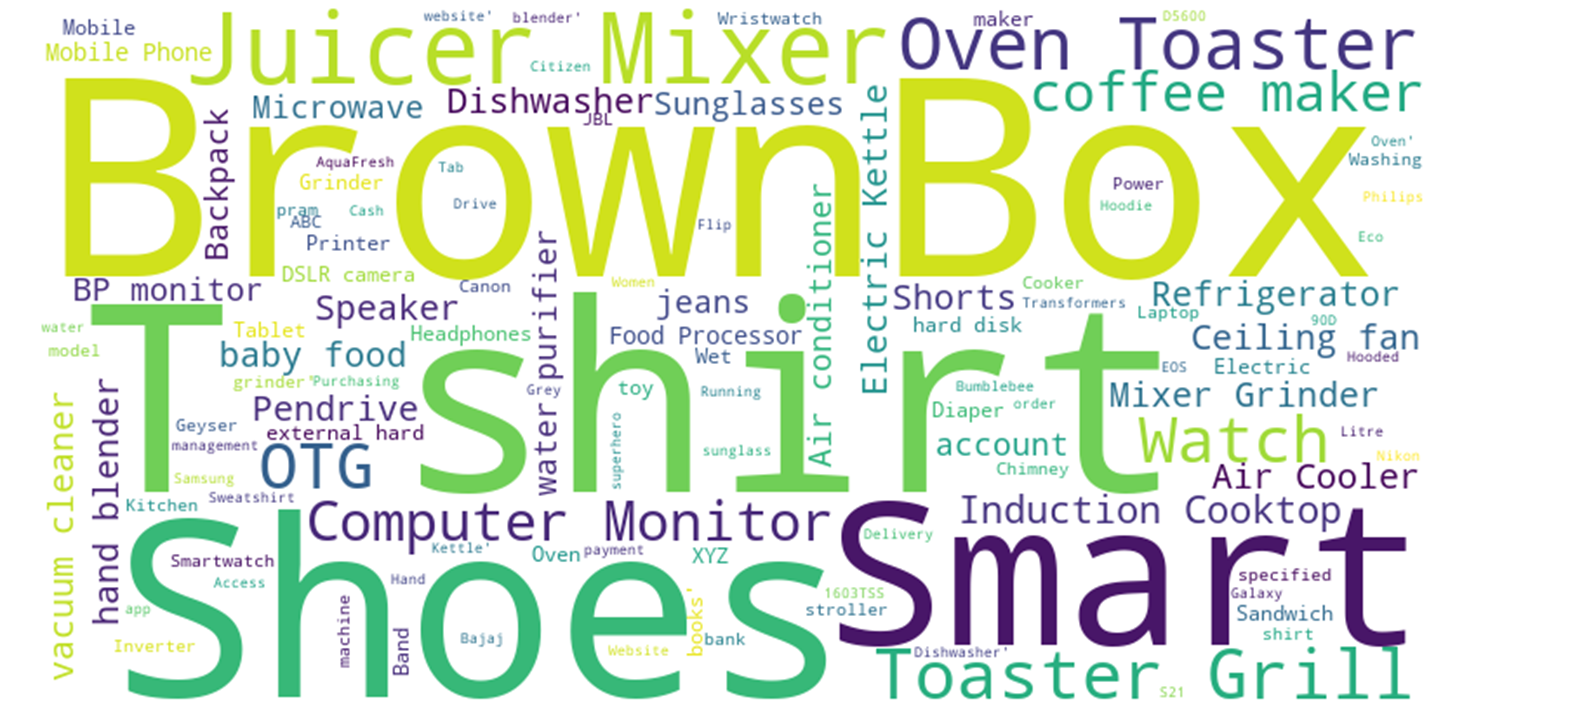 Mobile
website'
blender'
Wristwatch
maker
D5600
Mobile Phone
Juicer Mixer
Citizen
Oven Toaster
BrownBox
Microwave
Dishwasher
JBL
Sunglasses
coffee maker
Backpack
Electric Kettle
AquaFresh
Tab
Grinder
pram
Cash
ABC
Drive
Printer
Flip
Power
Hoodie
Oven'
Washing
Philips
Eco
DSLR camera
Canon
Women
Air conditioner
water purifier
BP monitor
Speaker
jeans
Shorts
Cooker
Transformers
Refrigerator
Laptop
90D
water
model
T shirt
Tablet
Headphones
Food Processor
hard disk
Ceiling fan
Hooded
baby food
Wet
EOS
Electric
grinder'
Purchasing
Grey
toy
Running
Bumblebee
Mixer Grinder
Pendrive
Diaper
order
Geyser
external hard
management
superhero
sunglass
account
Watch
Litre
Nikon
OTG
Chimney
Air Cooler
Samsung
Sweatshirt
Kitchen
vacuum cleaner
hand blender
Computer Monitor
Smart
Induction Cooktop
Delivery
Shoes
Kettle'
Oven
payment
XYZ
Smartwatch
Access
Hand
app
1603TSS
stroller
specified
Galaxy
Sandwich
shirt
machine
Band
Bajaj
books'
bank
Inverter
Website
Dishwasher'
Toaster Grill
S21